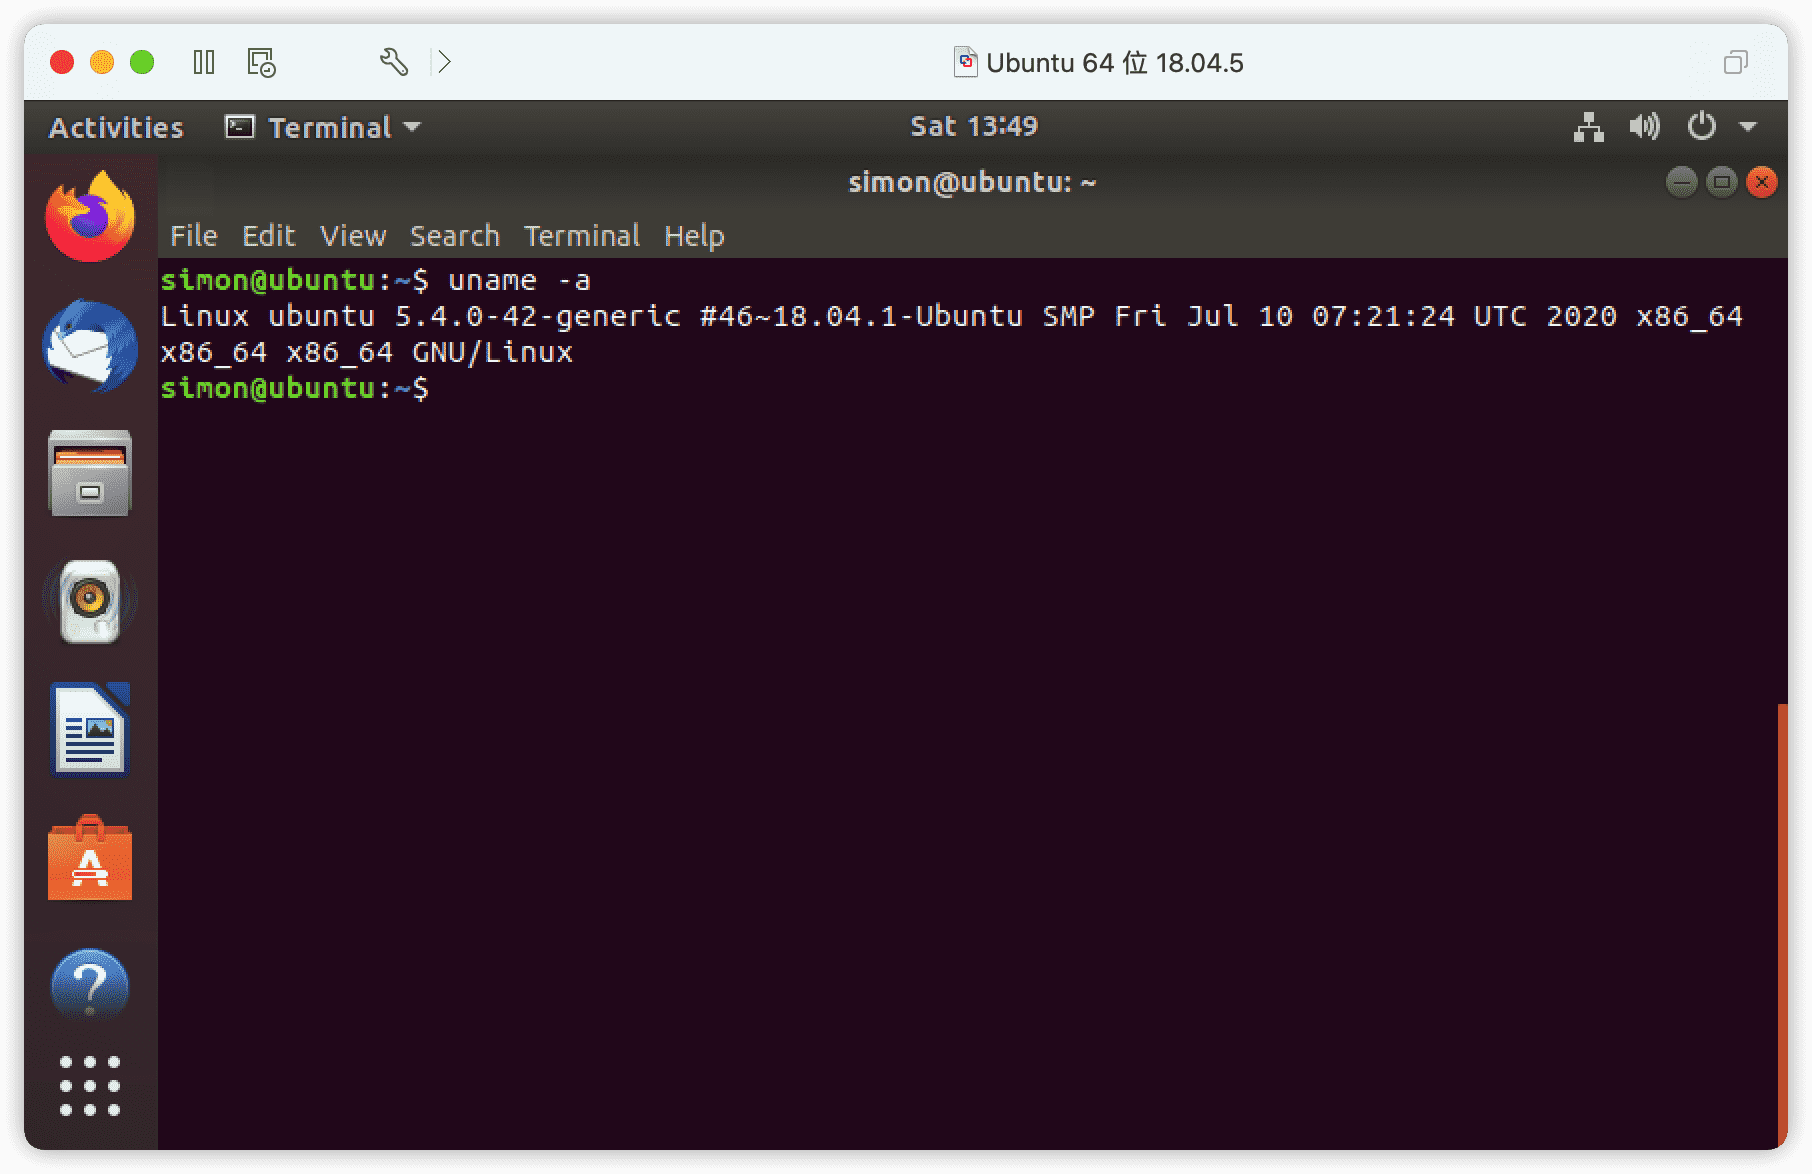 Ubuntu 64 位 18.04.5
Activities Terminal Sat 13:49
simon@ubuntu: ~
File Edit View Search Terminal Help
simon@ubuntu:~$ uname -a
Linux ubuntu 5.4.0-42-generic #46~18.04.1-Ubuntu SMP Fri Jul 10 07:21:24 UTC 2020 x86_64
x86_64 x86_64 GNU/Linux
simon@ubuntu:~$